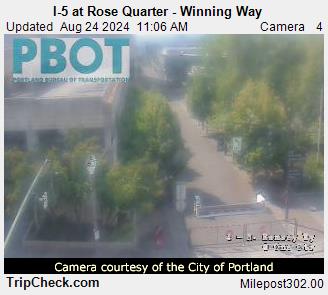 I-5 at Rose Quarter - Winning Way
Updated Aug 24 2024 11:06 AM Camera 4
PBOT
PORTLAND BUREAU OF TRANSPORTATION
Camera courtesy of the City of Portland
TripCheck.com Milepost302.00